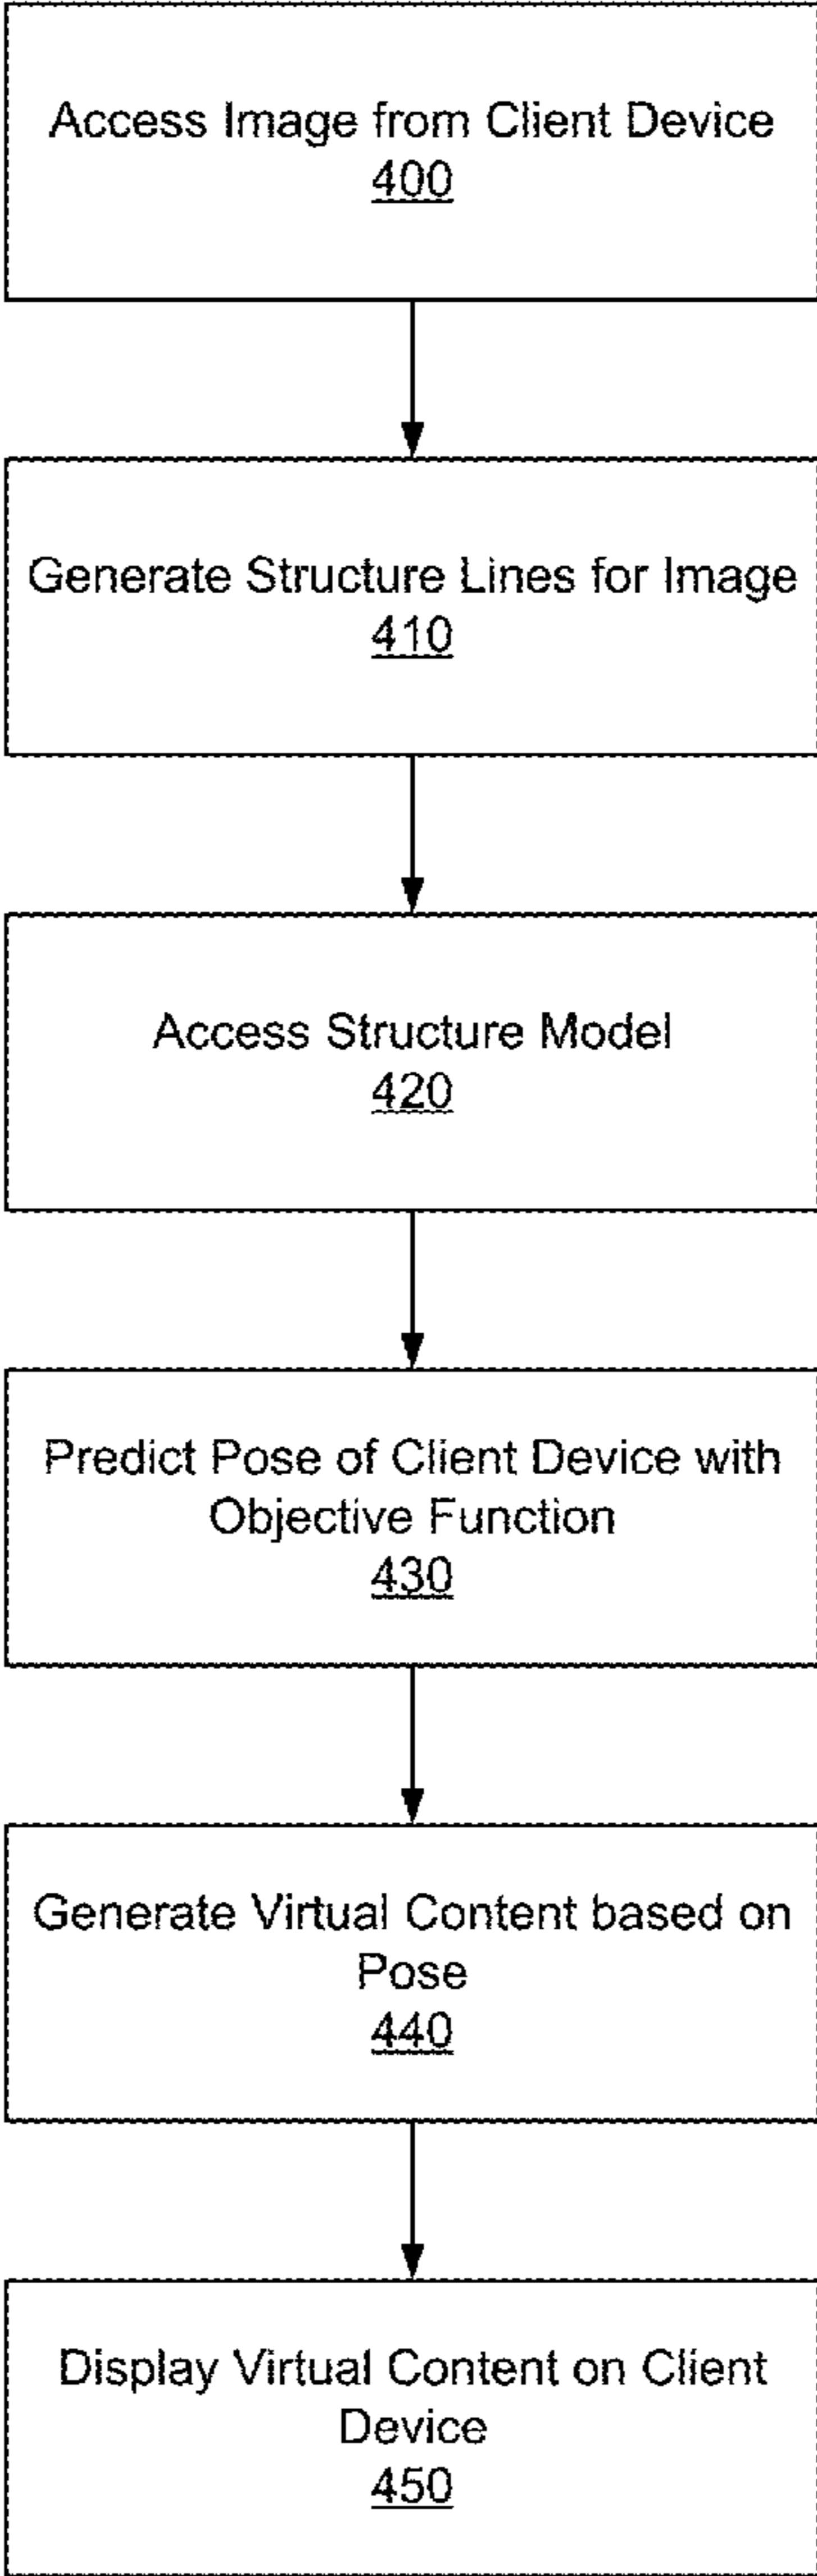 Access Image from Client Device
400
Generate Structure Lines for Image
410
Access Structure Model
420
Predict Pose of Client Device with
Objective Function
430
Generate Virtual Content based on
Pose
440
Display Virtual Content on Client
Device
450